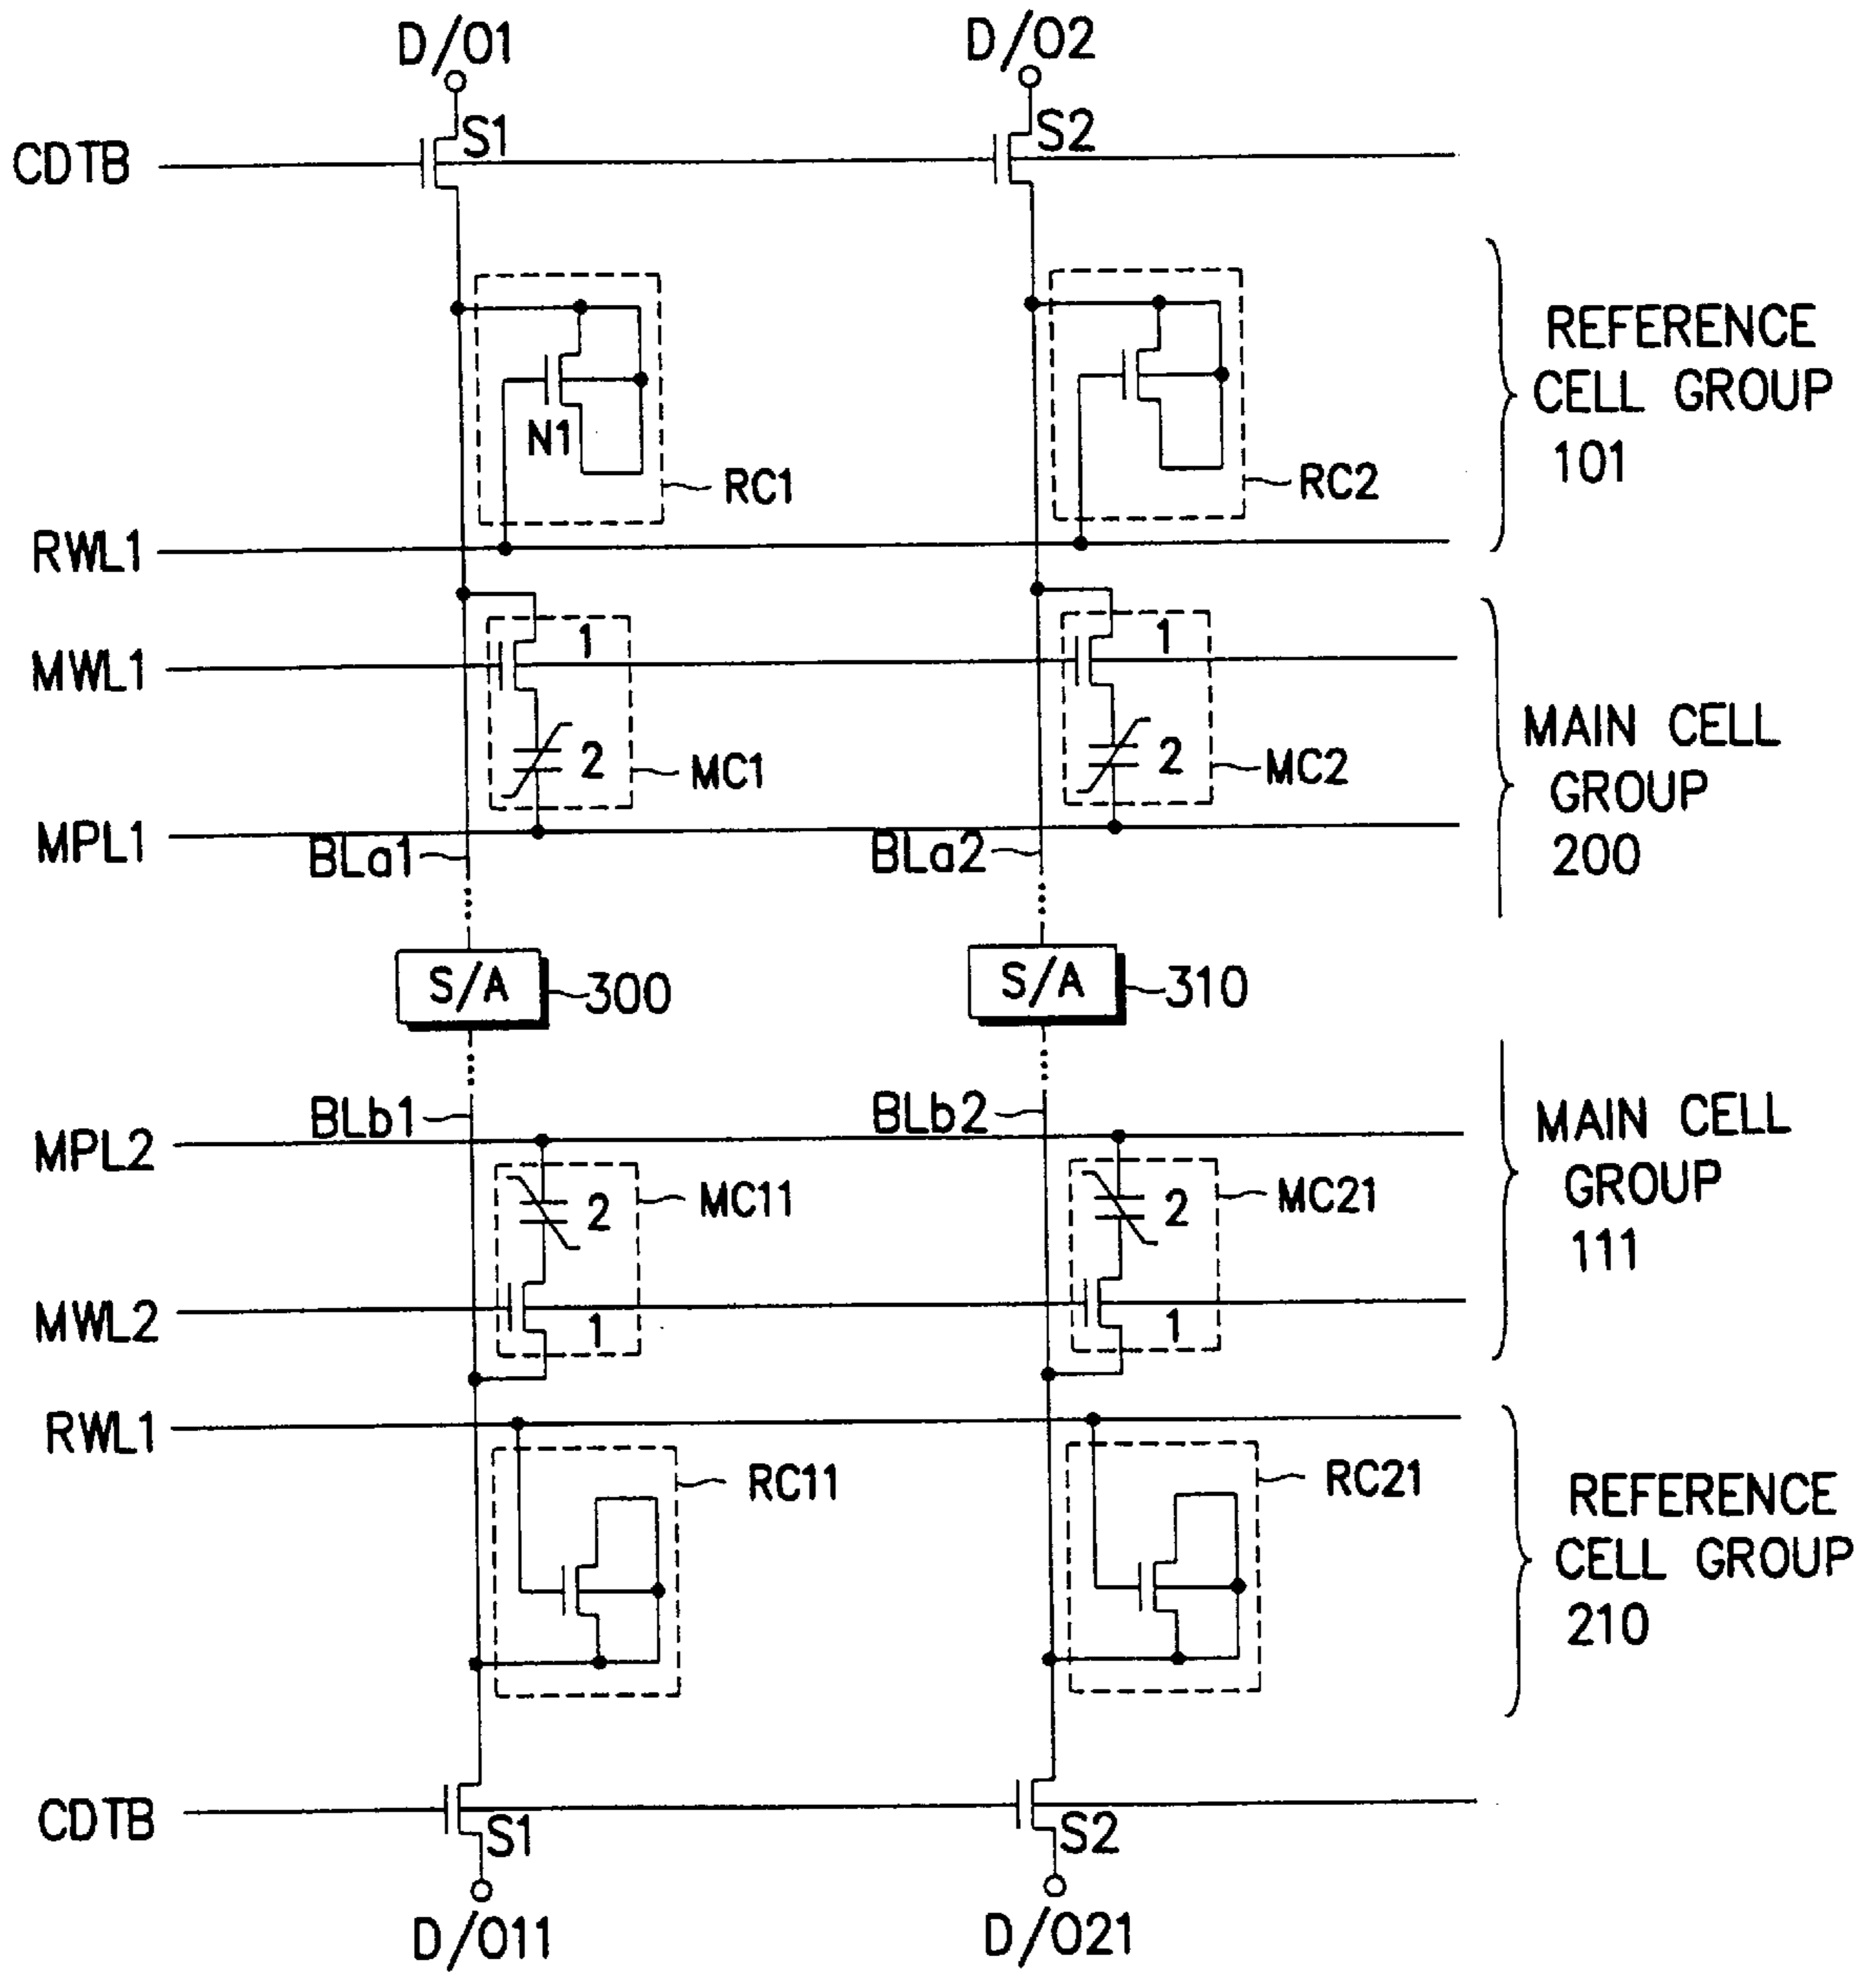 D/O1
D/O2
CDTB
S1
S2
REFERENCE
CELL GROUP
101
N1
RC1
RC2
RWL1
MWL1
1
1
MAIN CELL
GROUP
200
2
MC1
2
MC2
MPL1
BLa1
BLa2
S/A
300
S/A
310
BLb1
BLb2
MAIN CELL
GROUP
111
MPL2
2
MC11
2
MC21
MWL2
1
1
RWL1
RC11
RC21
REFERENCE
CELL GROUP
210
CDTB
S1
S2
D/O11
D/O21